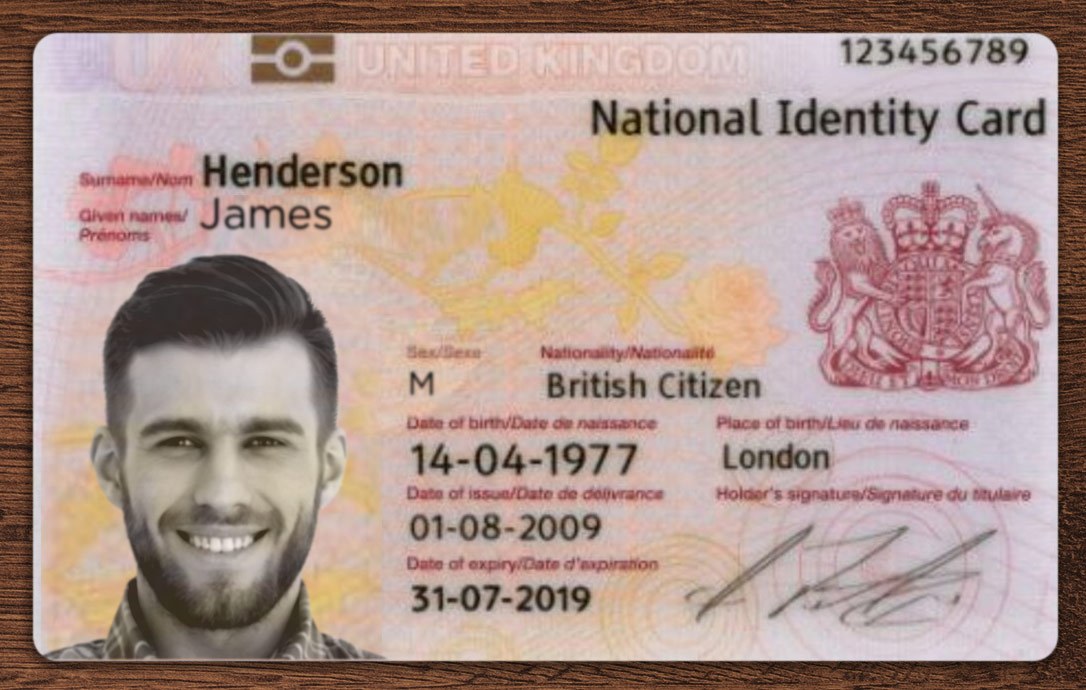 UNITED KINGDOM
123456789
National Identity Card
Surname/Nom Henderson
Given names/ James
Prénoms
Sex/Sexe
Nationality/Nationalité
M
British Citizen
Date of birth/Date de naissance
Place of birth/Lieu de naissance
14-04-1977
London
Date of issue/Date de délivrance
Holder's signature/Signature du titulaire
01-08-2009
Date of expiry/Date d'expiration
31-07-2019